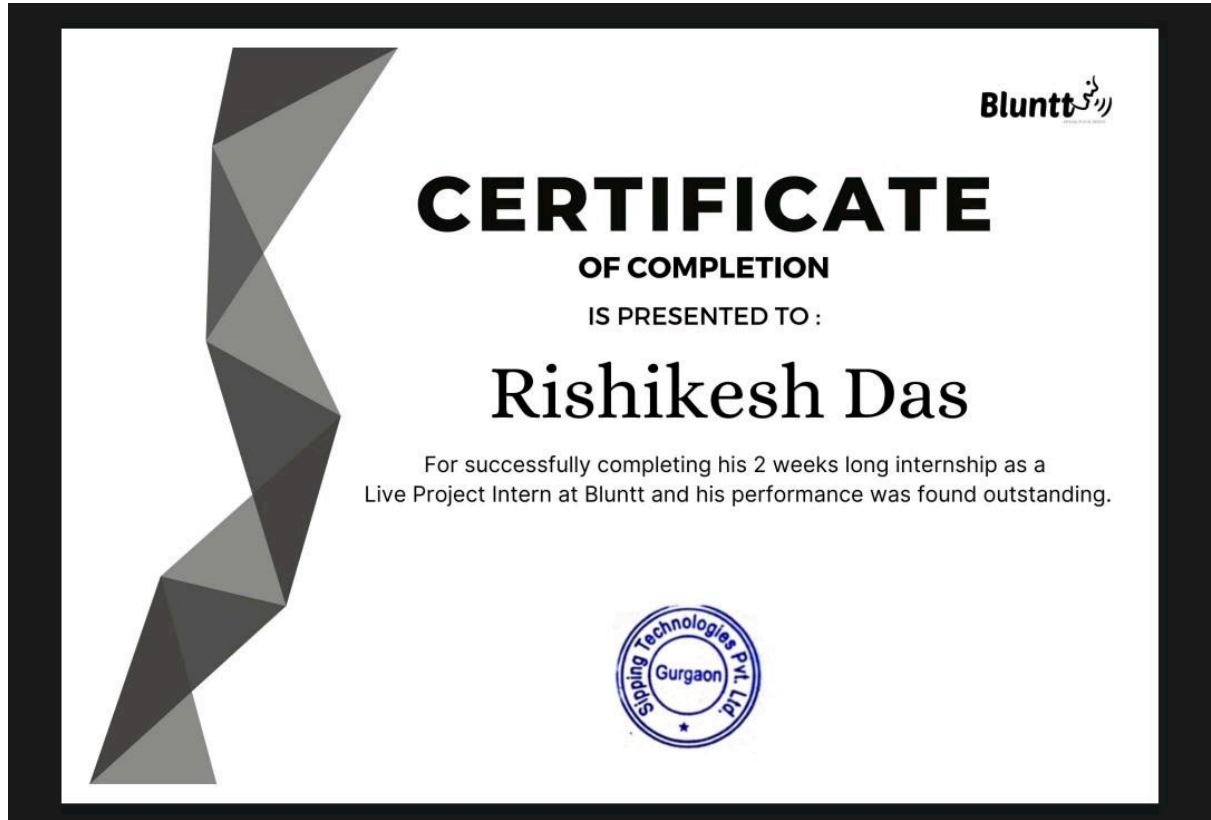 Bluntt
CERTIFICATE
OF COMPLETION
IS PRESENTED TO :
Rishikesh Das
For successfully completing his 2 weeks long internship as a
Live Project Intern at Bluntt and his performance was found outstanding.
Sipping Technologies Pvt. Ltd.
Gurgaon